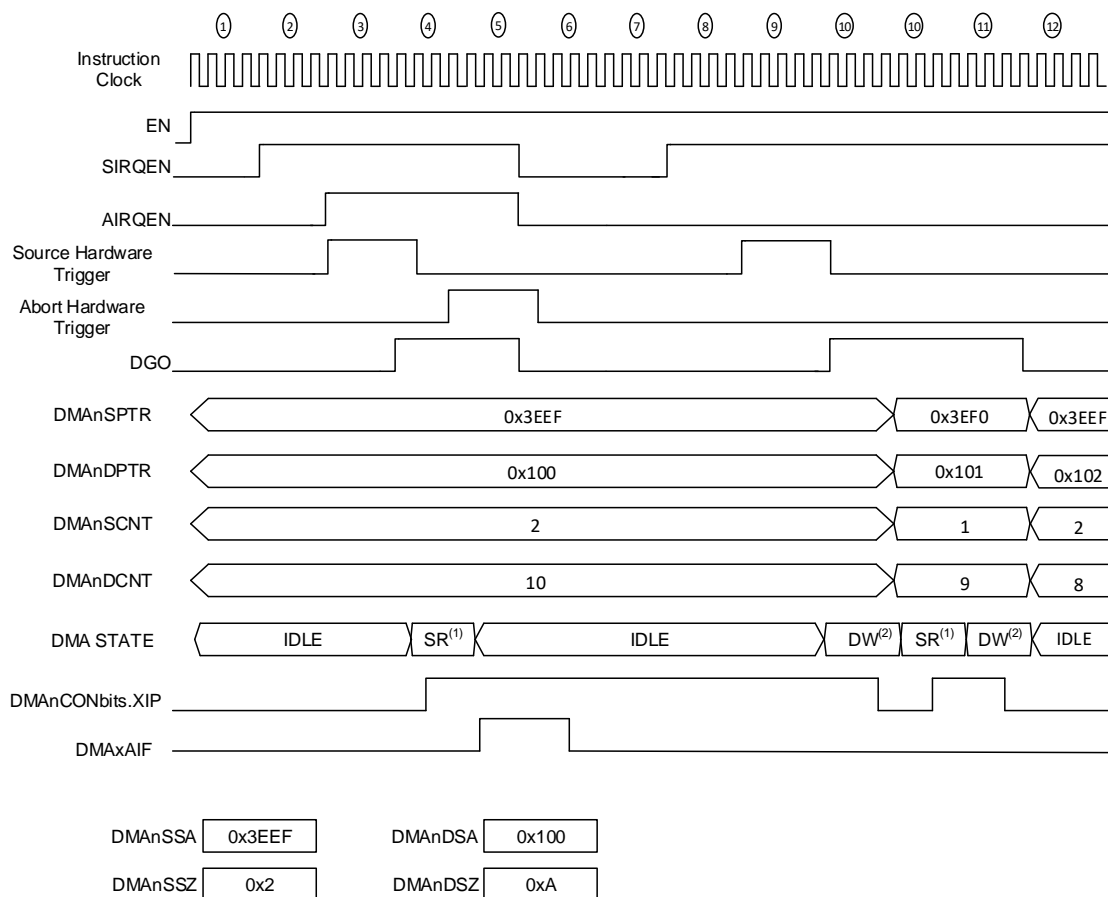 ① ② ③ ④ ⑤ ⑥ ⑦ ⑧ ⑨ ⑩ ⑩ ⑪ ⑫
Instruction
Clock
EN
SIRQEN
AIRQEN
Source Hardware
Trigger
Abort Hardware
Trigger
DGO
DMAnSPTR 0x3EEF 0x3EF0 0x3EEF
DMAnDPTR 0x100 0x101 0x102
DMAnSCNT 2 1 2
DMAnDCNT 10 9 8
DMA STATE IDLE SR(1) IDLE DW(2) SR(1) DW(2) IDLE
DMAnCONbits.XIP
DMAxAIF
DMAnSSA 0x3EEF DMAnDSA 0x100
DMAnSSZ 0x2 DMAnDSZ 0xA